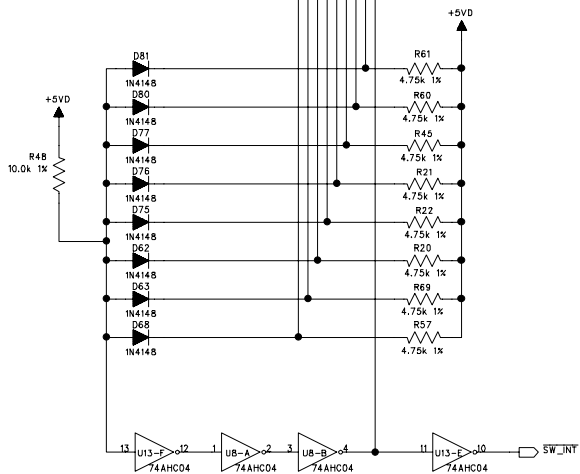 +5VD
D81
R61
1N4148
4.75k 1%
D80
R60
+5VD
1N4148
4.75k 1%
D77
R45
R48
10.0k 1%
1N4148
4.75k 1%
D76
R21
1N4148
4.75k 1%
D75
R22
1N4148
4.75k 1%
D62
R20
1N4148
4.75k 1%
D63
R69
1N4148
4.75k 1%
D68
R57
1N4148
4.75k 1%
13 U13-F 12 1 U8-A 2 3 U8-B 4 11 U13-E 10 SW_INT
74AHC04 74AHC04 74AHC04 74AHC04